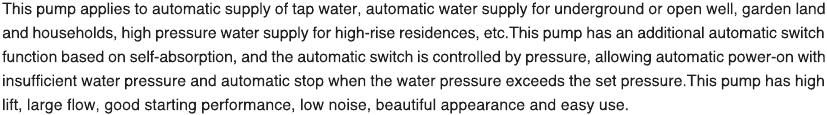 This pump applies to automatic supply of tap water, automatic water supply for underground or open well, garden land
and households, high pressure water supply for high-rise residences, etc.This pump has an additional automatic switch
function based on self-absorption, and the automatic switch is controlled by pressure, allowing automatic power-on with
insufficient water pressure and automatic stop when the water pressure exceeds the set pressure.This pump has high
lift, large flow, good starting performance, low noise, beautiful appearance and easy use.